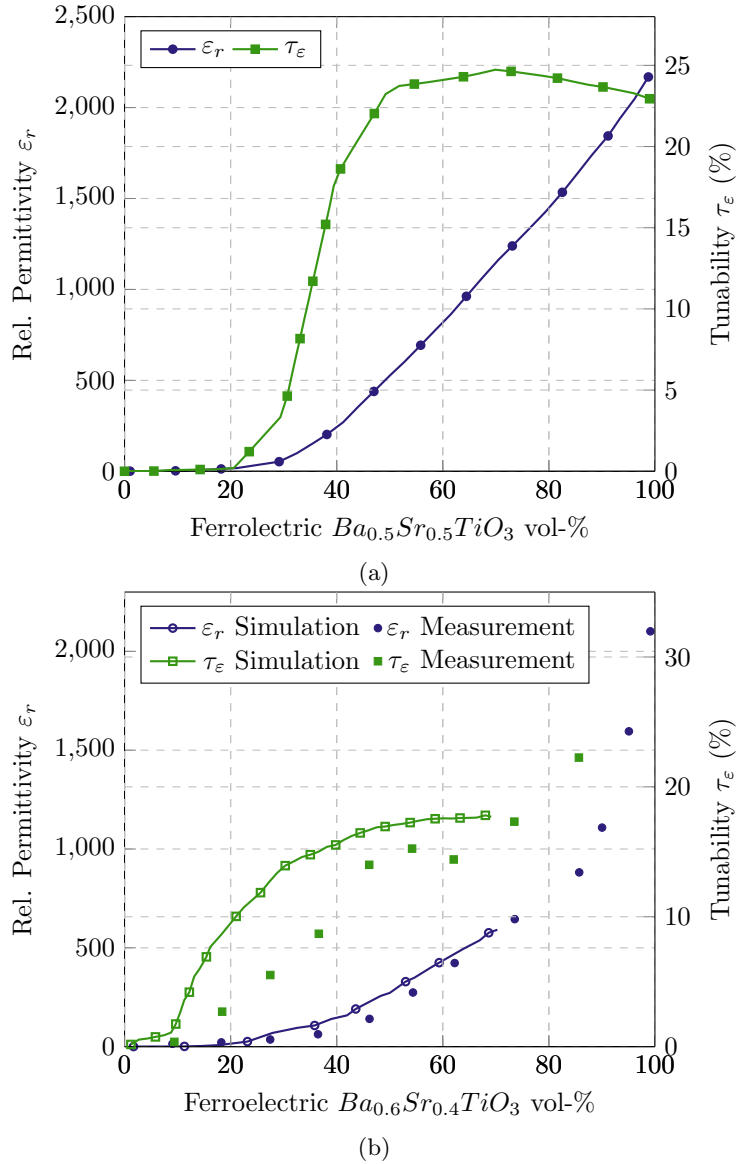 2,500
2,000
1,500
1,000
500
0
Rel. Permittivity εr
εr τε
25
20
15
10
5
0
Tunability τε (%)
0 20 40 60 80 100
Ferrolectric Ba0.5Sr0.5TiO3 vol-%
(a)
2,000
1,500
1,000
500
0
Rel. Permittivity εr
εr Simulation εr Measurement
τε Simulation τε Measurement
30
20
10
0
Tunability τε (%)
0 20 40 60 80 100
Ferroelectric Ba0.6Sr0.4TiO3 vol-%
(b)